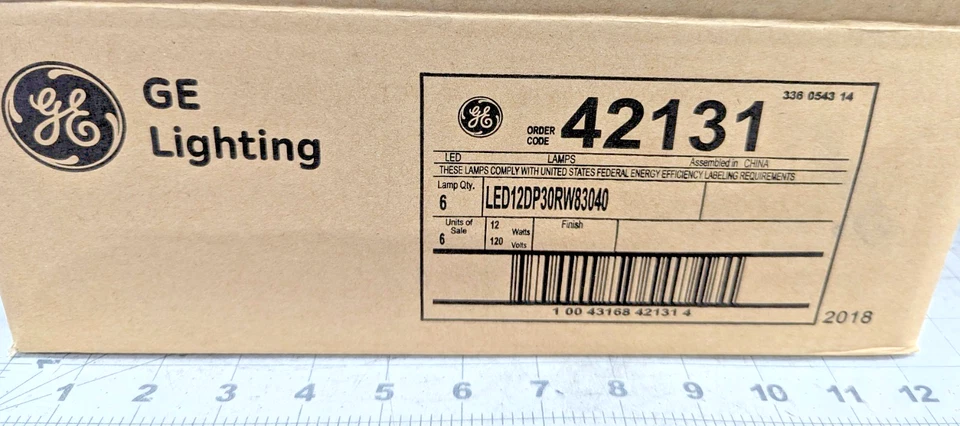 GE
GE
Lighting
GE
ORDER CODE 42131
336 0543 14
LED LAMPS Assembled in CHINA
THESE LAMPS COMPLY WITH UNITED STATES FEDERAL ENERGY EFFICIENCY LABELING REQUIREMENTS
Lamp Qty.
6
LED12DP30RW83040
Units of
Sale
6
12 Watts
120 Volts
Finish
1 00 43168 42131 4
2018
1
1 2 3 4 5 6 7 8 9 10 11 12